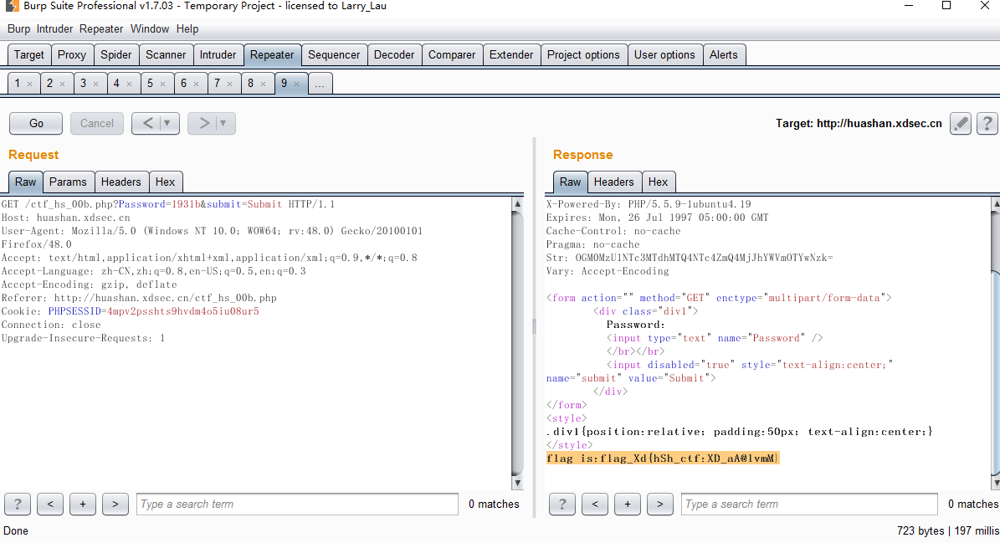 Burp Suite Professional v1.7.03 - Temporary Project - licensed to Larry_Lau
Burp Intruder Repeater Window Help
Target Proxy Spider Scanner Intruder Repeater Sequencer Decoder Comparer Extender Project options User options Alerts
1 × 2 × 3 × 4 × 5 × 6 × 7 × 8 × 9 × ...
Go Cancel < ▼ > ▼ Target: http://huashan.xdsec.cn ?
Request
Raw Params Headers Hex
GET /ctf_hs_00b.php?Password=1931b&submit=Submit HTTP/1.1
Host: huashan.xdsec.cn
User-Agent: Mozilla/5.0 (Windows NT 10.0; WOW64; rv:48.0) Gecko/20100101
Firefox/48.0
Accept: text/html,application/xhtml+xml,application/xml;q=0.9,*/*;q=0.8
Accept-Language: zh-CN,zh;q=0.8,en-US;q=0.5,en;q=0.3
Accept-Encoding: gzip, deflate
Referer: http://huashan.xdsec.cn/ctf_hs_00b.php
Cookie: PHPSESSID=4mpv2psshts9hvdm4o5iu08ur5
Connection: close
Upgrade-Insecure-Requests: 1
? < + > Type a search term 0 matches
Response
Raw Headers Hex
X-Powered-By: PHP/5.5.9-1ubuntu4.19
Expires: Mon, 26 Jul 1997 05:00:00 GMT
Cache-Control: no-cache
Pragma: no-cache
Str: OGM0MzU1NTc3MTdhMTQ4NTc4ZmQ4MjJhYWVmOTYwNzk=
Vary: Accept-Encoding
<form action="" method="GET" enctype="multipart/form-data">
<div class="div1">
Password:
<input type="text" name="Password" />
</br></br>
<input disabled="true" style="text-align:center;"
name="submit" value="Submit">
</div>
</form>
<style>
.div1{position:relative; padding:50px; text-align:center;}
</style>
flag is:flag_Xd{hSh_ctf:XD_aA@lvmM}
? < + > Type a search term 0 matches
Done
723 bytes | 197 millis